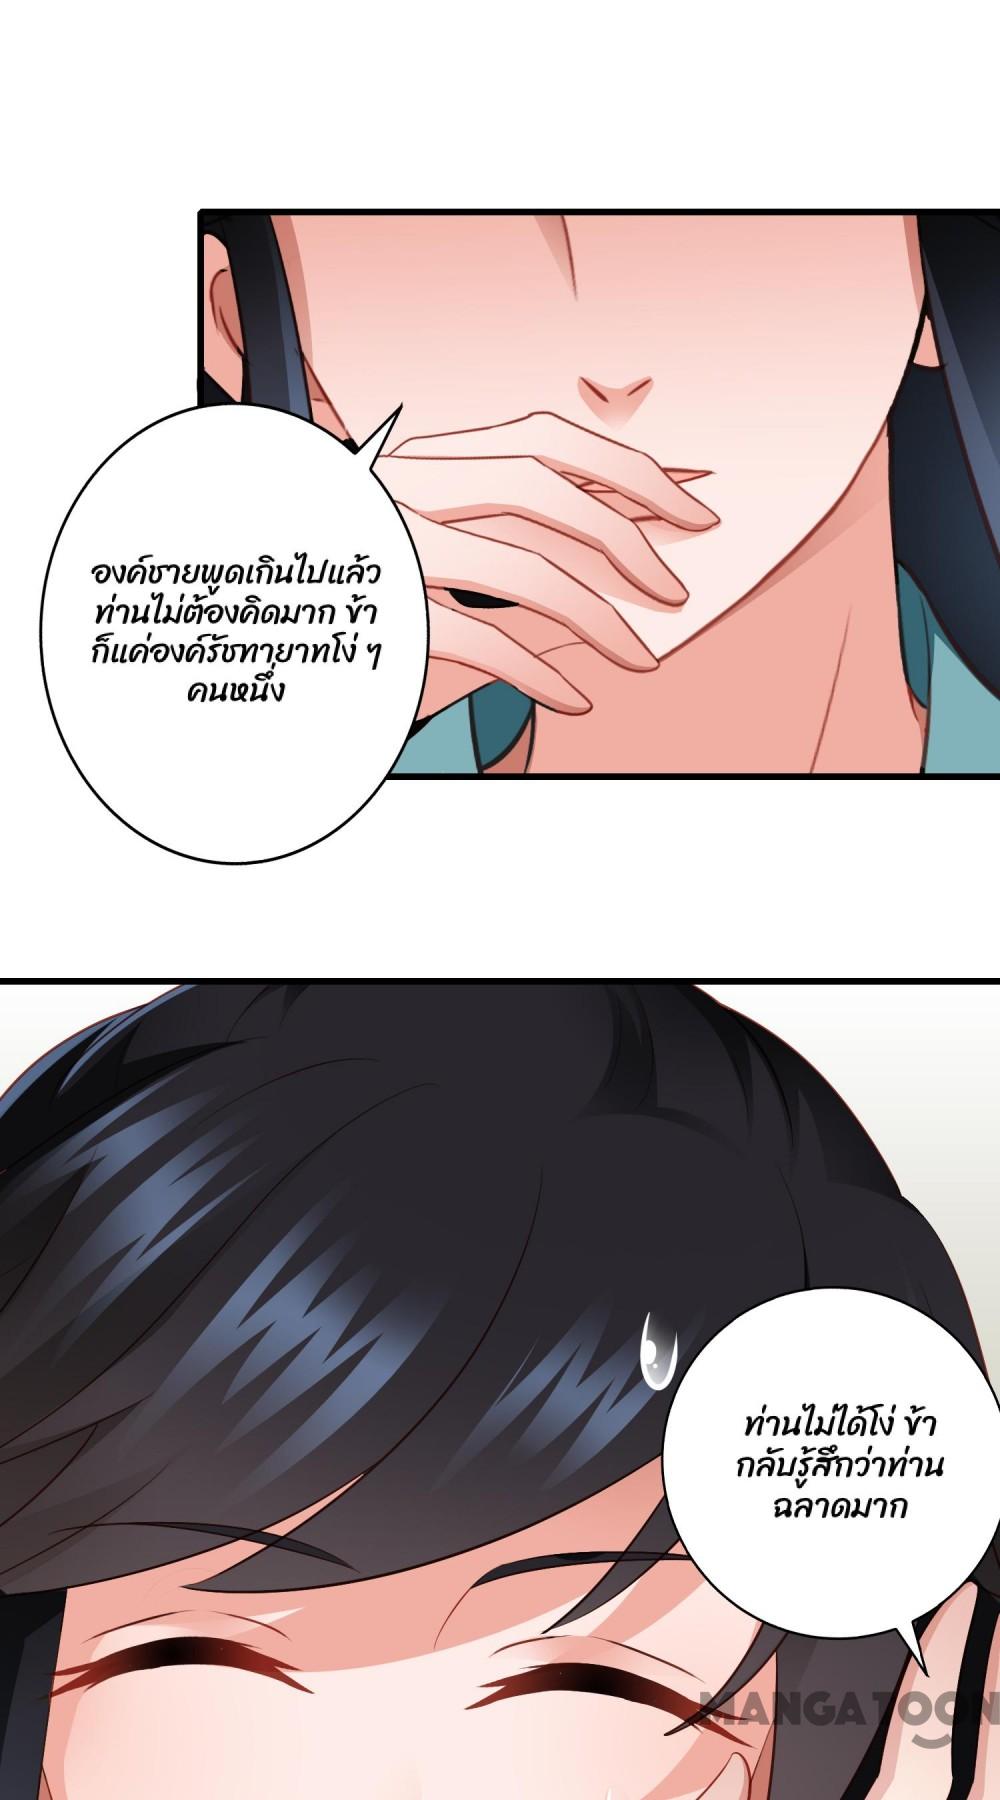 องค์ชายพูดเกินไปแล้ว
ท่านไม่ต้องคิดมาก ข้า
ก็แค่องค์รัชทายาทโง่ ๆ
คนหนึ่ง
ท่านไม่ได้โง่ ข้า
กลับรู้สึกว่าท่าน
ฉลาดมาก
MANGATOON